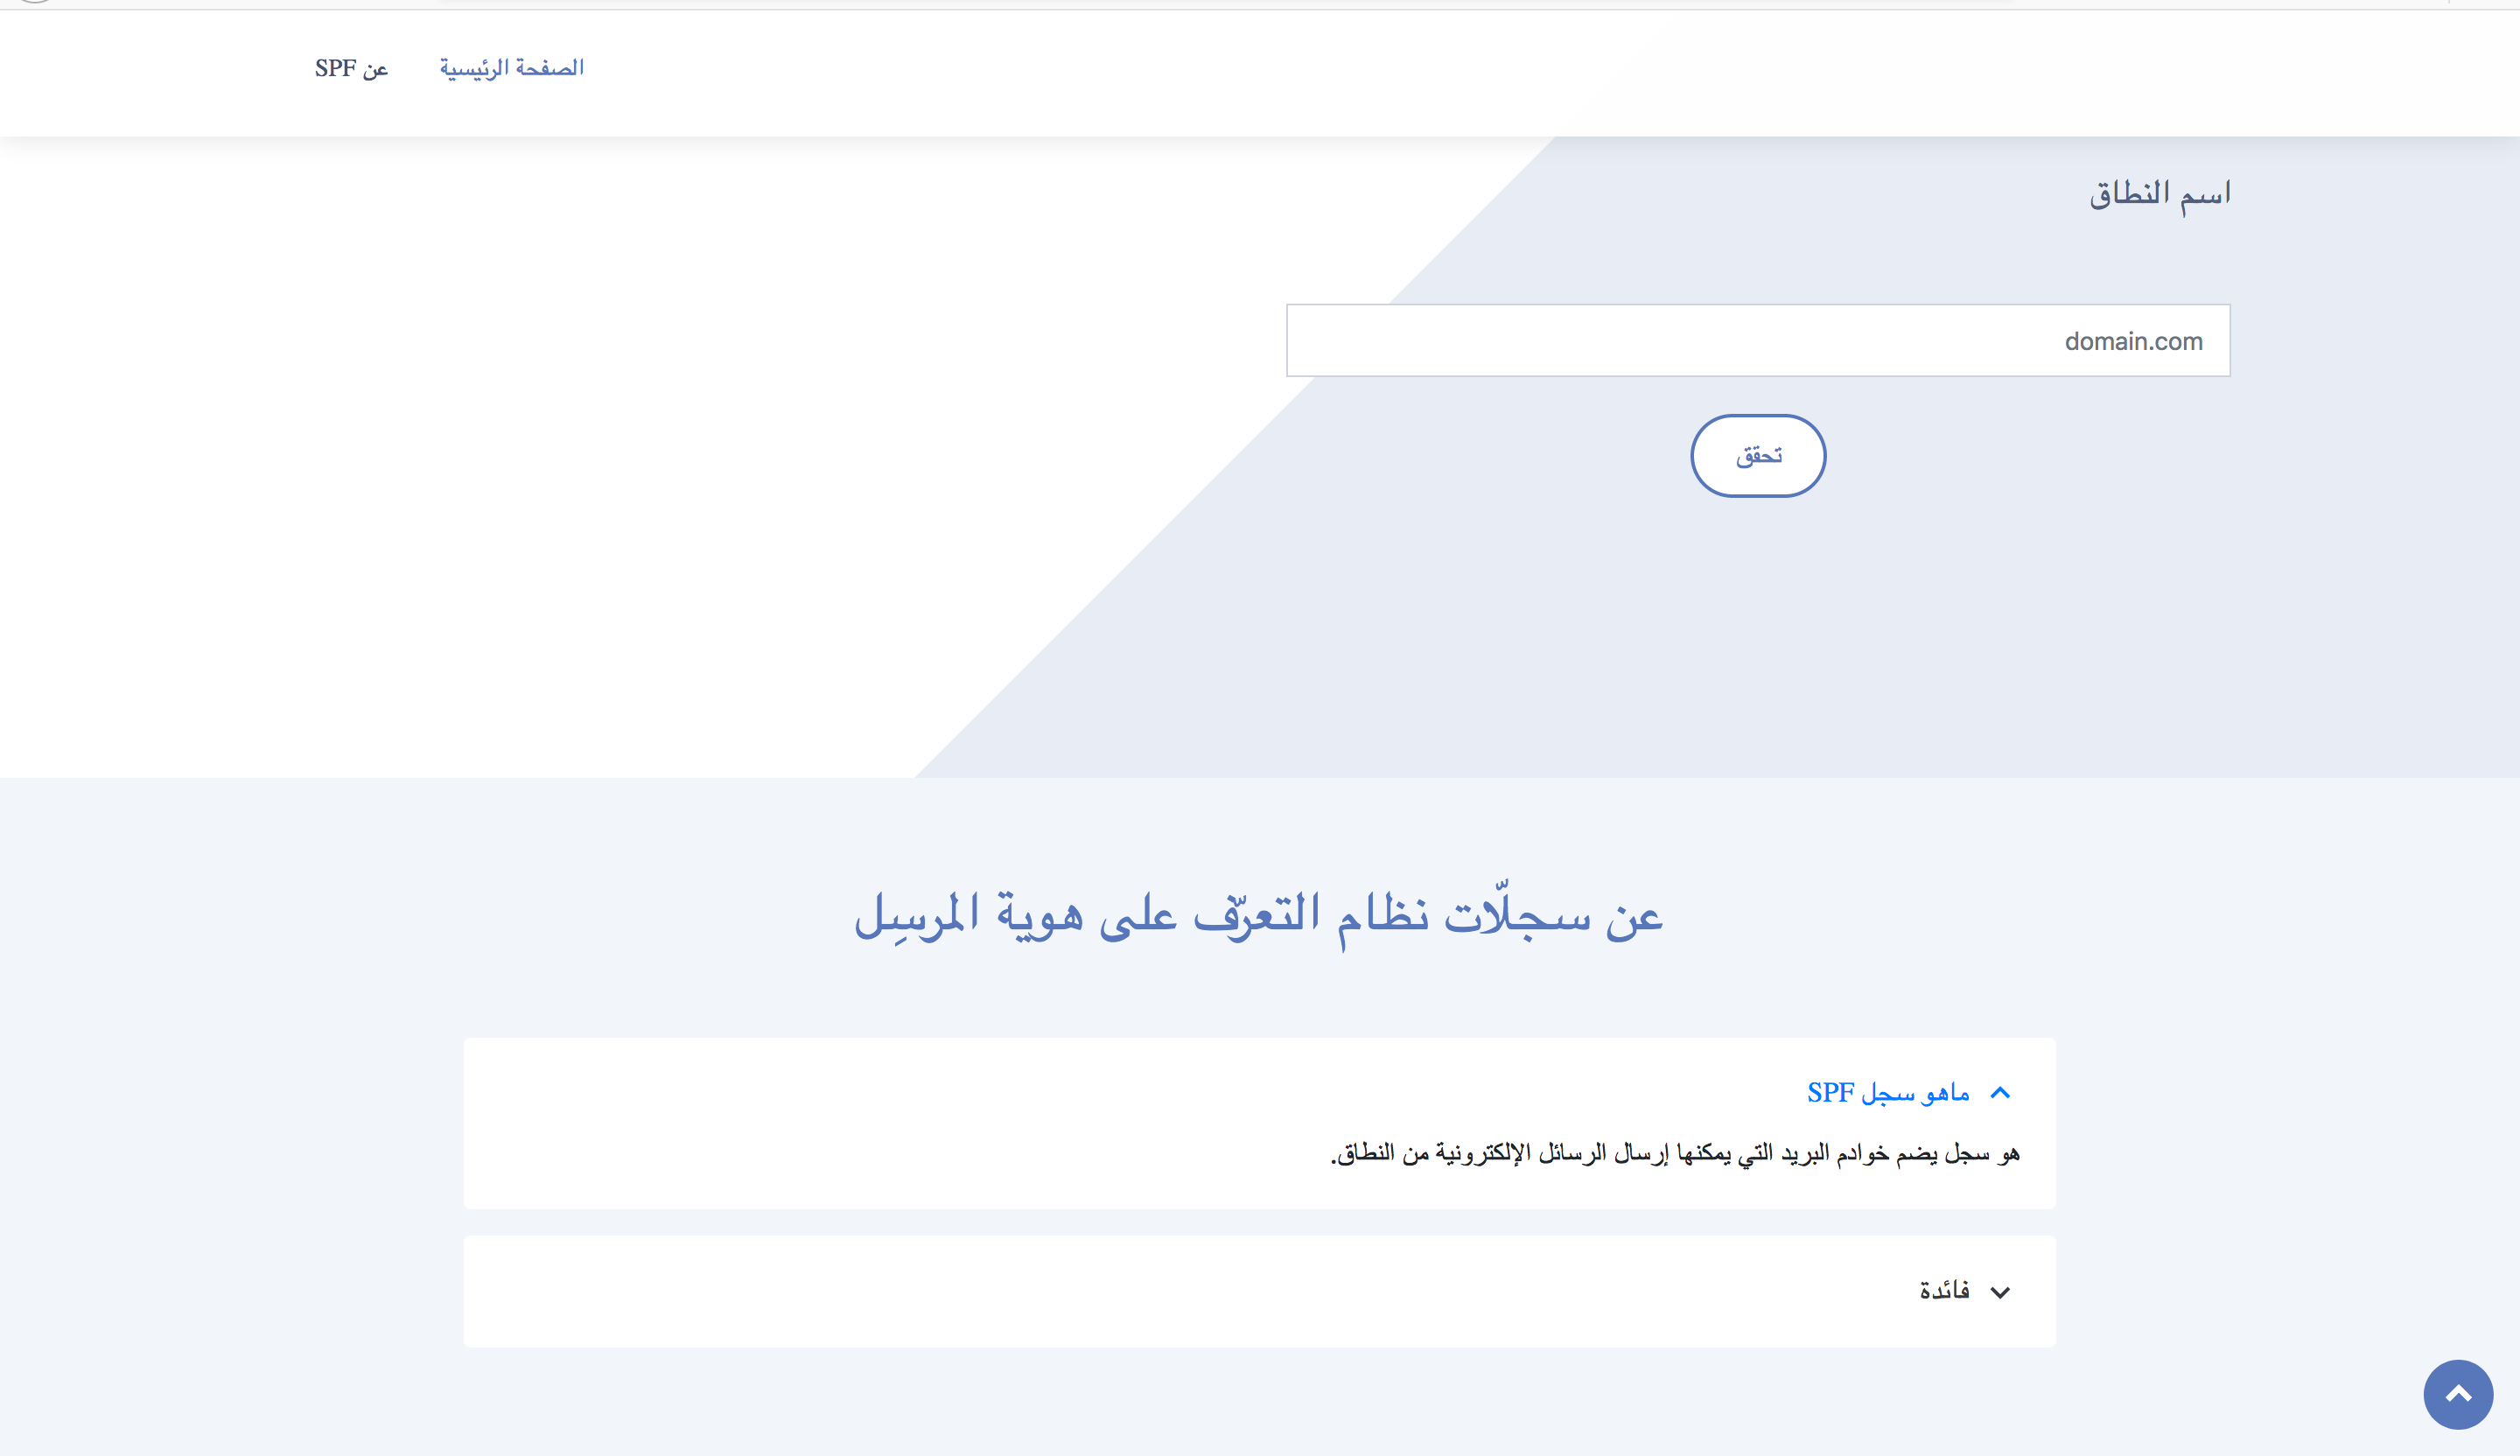 الصفحة الرئيسية
عن SPF
اسم النطاق
domain.com
تحقق
عن سجلّات نظام التعرّف على هوية المرسِل
ماهو سجل SPF
هو سجل يضم خوادم البريد التي يمكنها إرسال الرسائل الإلكترونية من النطاق.
فائدة